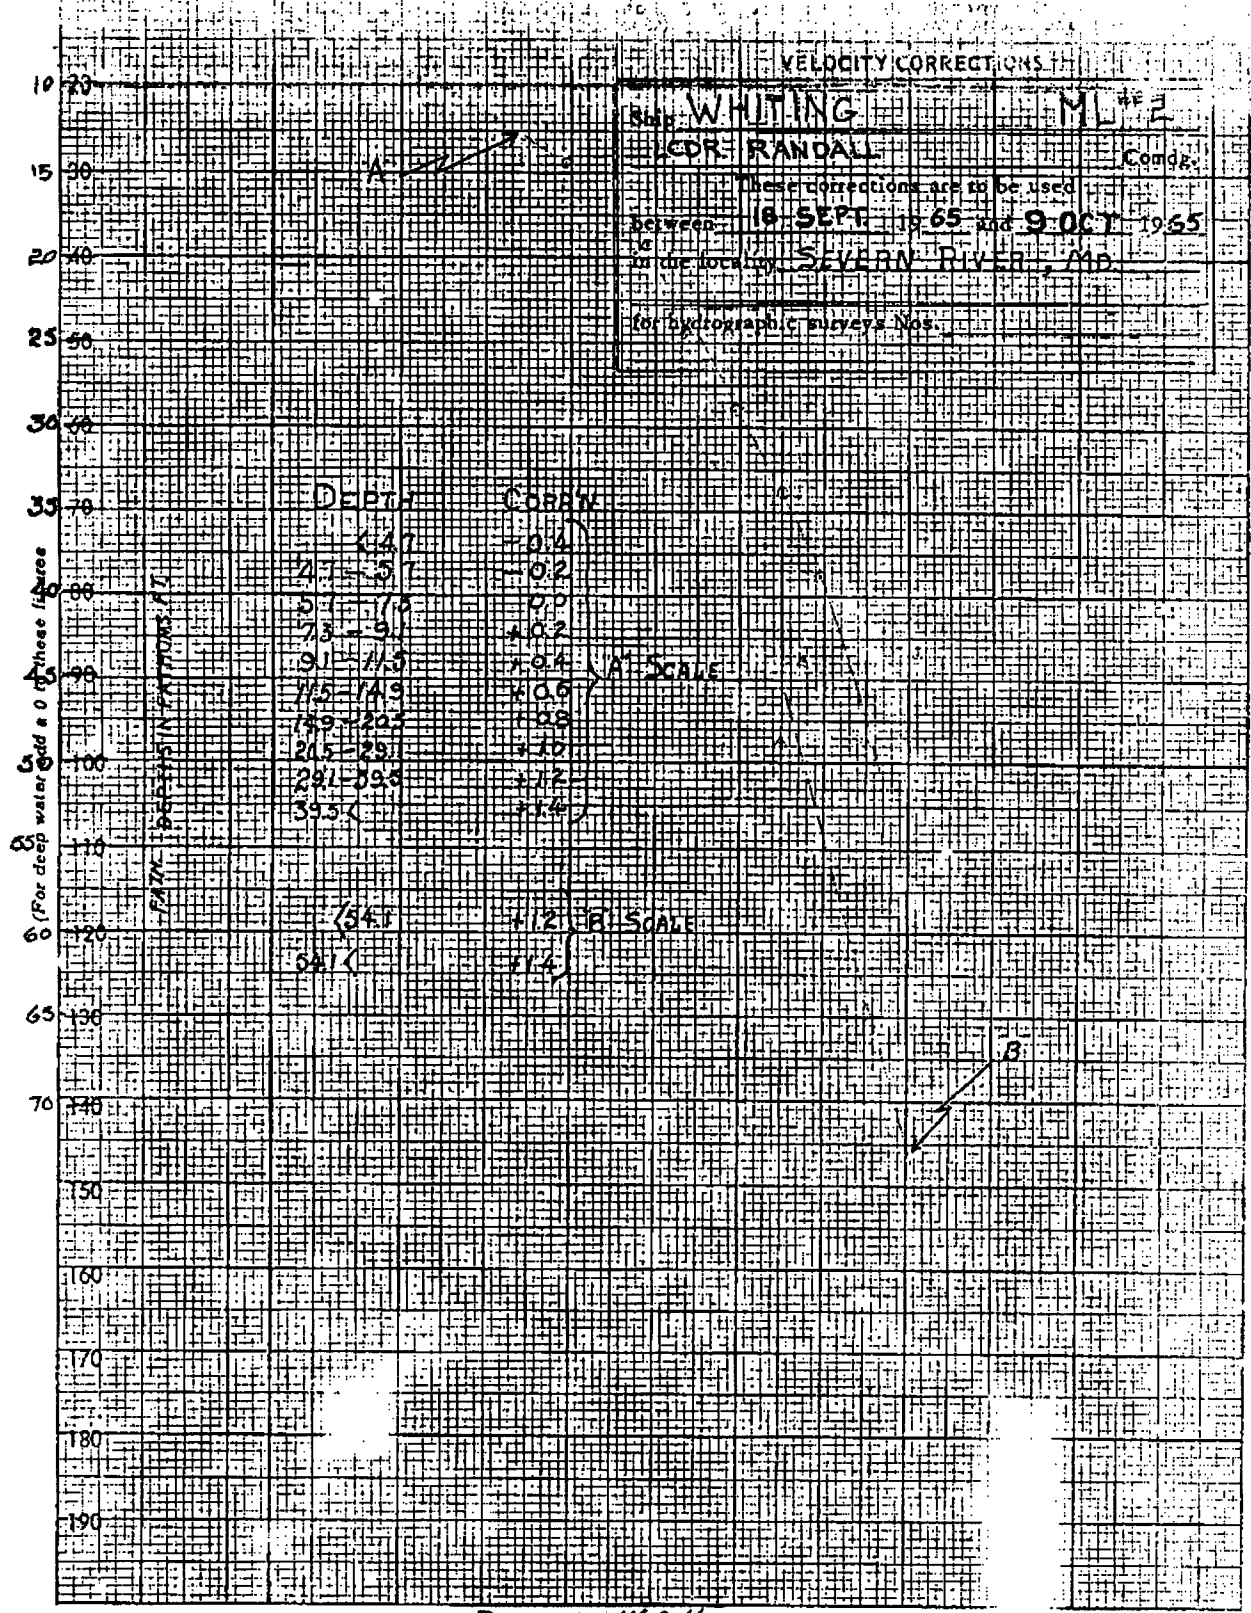 VELOCITY CORRECTIONS
Ship WHITING ML #2
LCDR. RANDALL Comdg.
These corrections are to be used
between 18 SEPT. 1965 and 9 OCT 1965
in the locality SEVERN RIVER, MD.
for hydrographic surveys Nos.
A
10 20
15 30
20 40
25 50
30 60
35 70
40 80
45 90
50 100
55 110
60 120
65 130
70 140
150
160
170
180
190
(For deep water add a 0 to these figures
DEPTHS IN FATHOMS FT.
FATH.
DEPTH CORR'N
<4.7 -0.4
4.7 - 5.7 -0.2
5.7 - 7.3 0.0
7.3 - 9.1 +0.2
9.1 - 11.5 +0.4
11.5 - 14.9 +0.6
14.9 - 20.5 +0.8
20.5 - 29.1 +1.0
29.1 - 39.5 +1.2
39.5 < +1.4
"A" SCALE
<54.1 +1.2
54.1 < +1.4
"B" SCALE
B